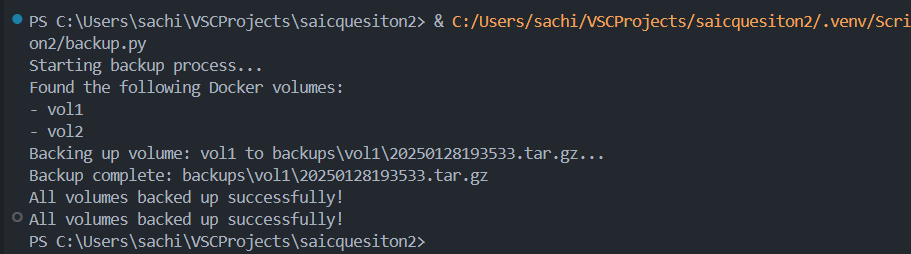 PS C:\Users\sachi\VSCProjects\saicquesiton2> & C:/Users/sachi/VSCProjects/saicquesiton2/.venv/Scri
on2/backup.py
Starting backup process...
Found the following Docker volumes:
- vol1
- vol2
Backing up volume: vol1 to backups\vol1\20250128193533.tar.gz...
Backup complete: backups\vol1\20250128193533.tar.gz
All volumes backed up successfully!
All volumes backed up successfully!
PS C:\Users\sachi\VSCProjects\saicquesiton2>